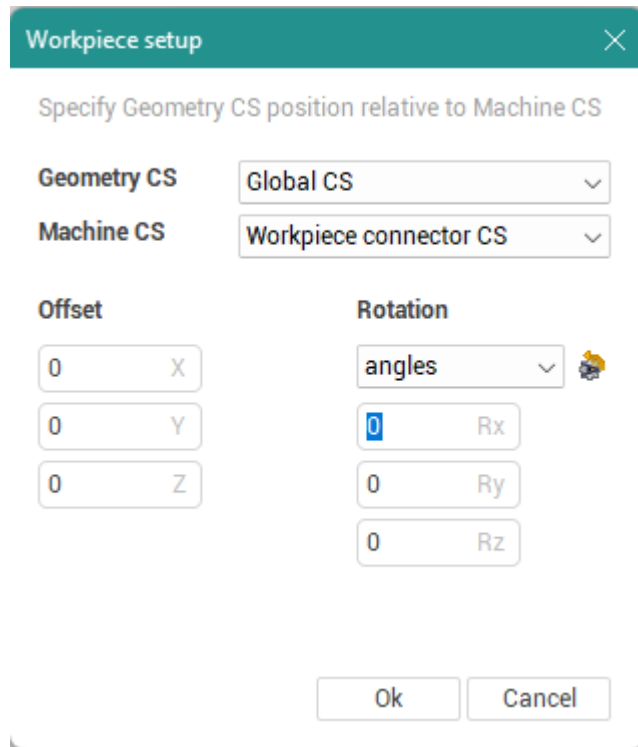 Workpiece setup
Specify Geometry CS position relative to Machine CS
Geometry CS Global CS
Machine CS Workpiece connector CS
Offset Rotation
0 X angles
0 Y 0 Rx
0 Z 0 Ry
0 Rz
Ok Cancel